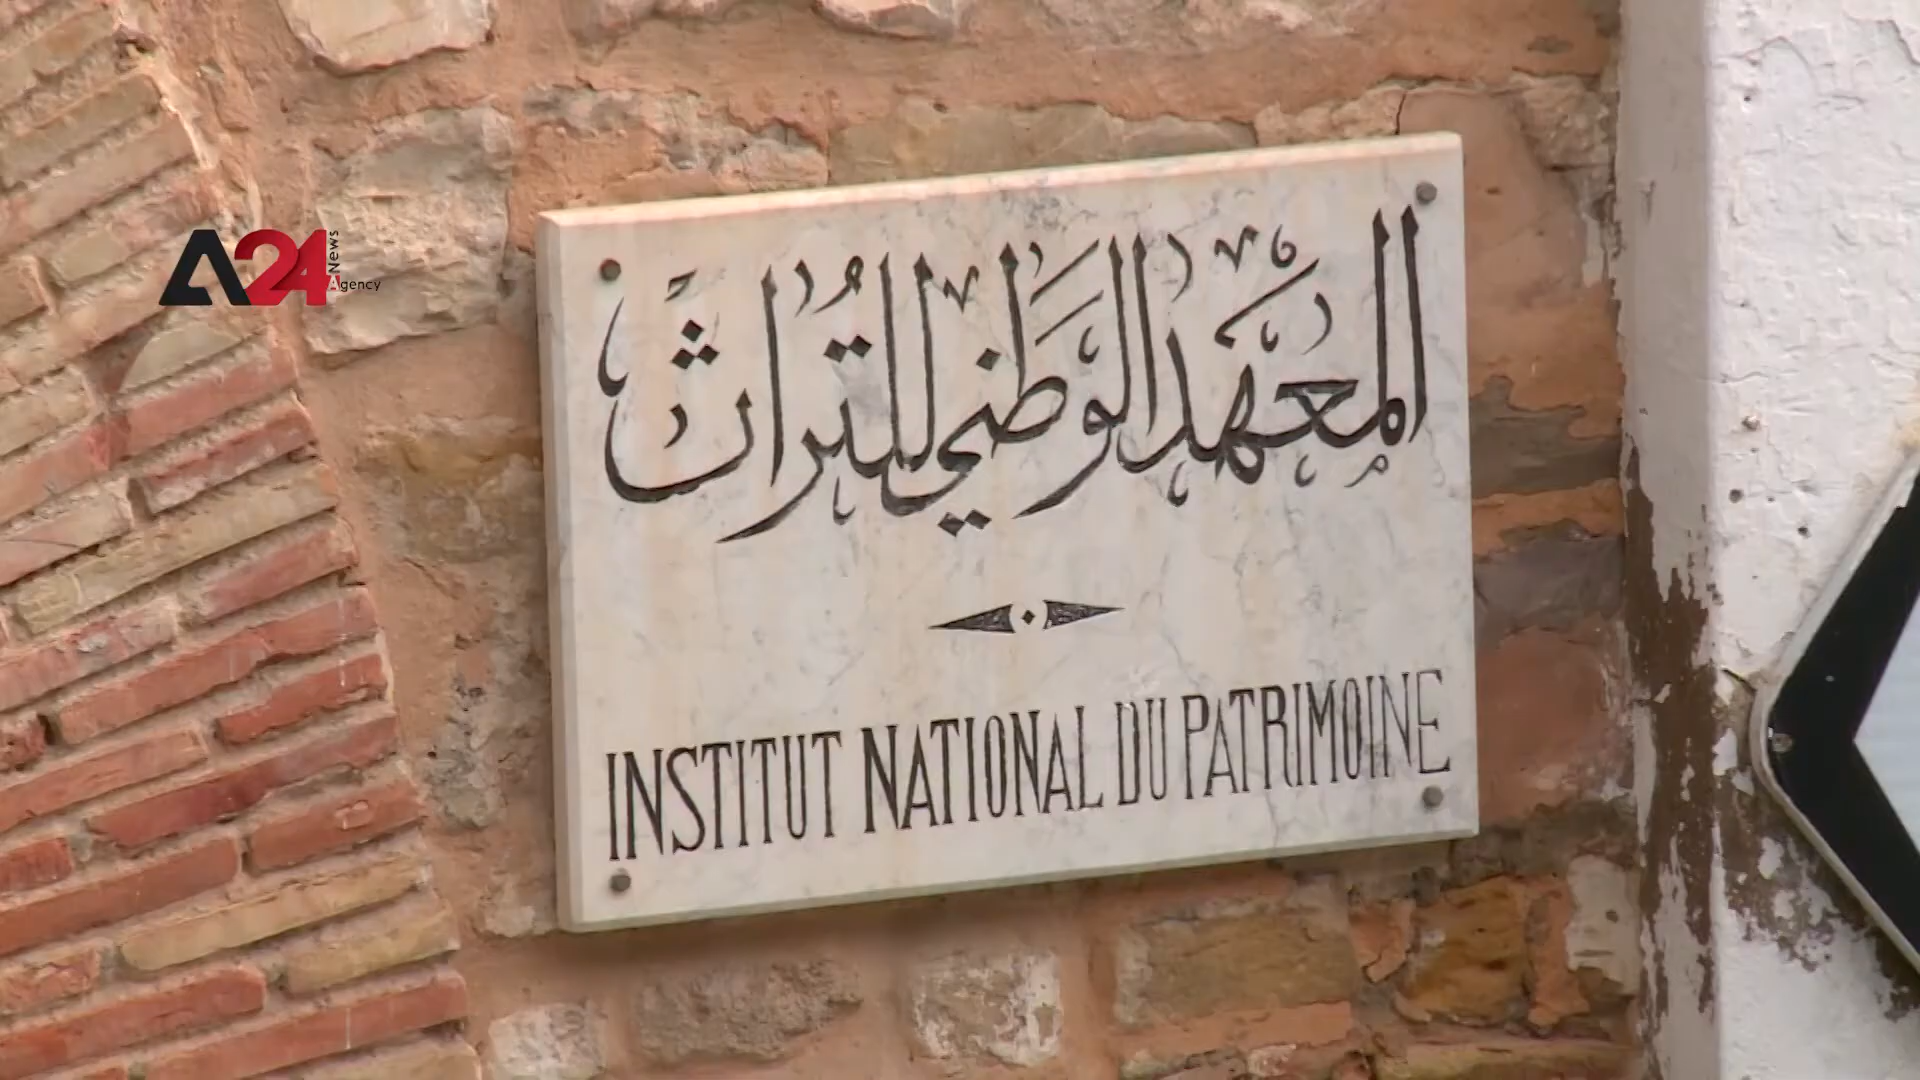 A24 News Agency
المعهد الوطني للتراث
INSTITUT NATIONAL DU PATRIMOINE